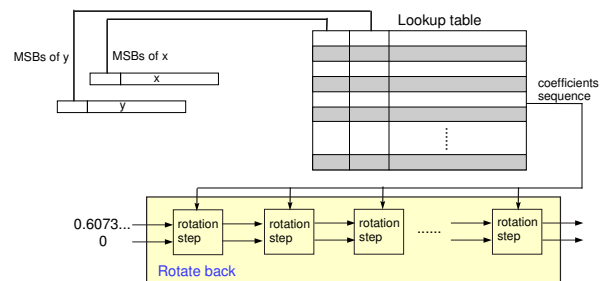 Lookup table
MSBs of y
MSBs of x
x
y
coefficients
sequence
0.6073...
0
rotation
step
rotation
step
rotation
step
......
rotation
step
Rotate back